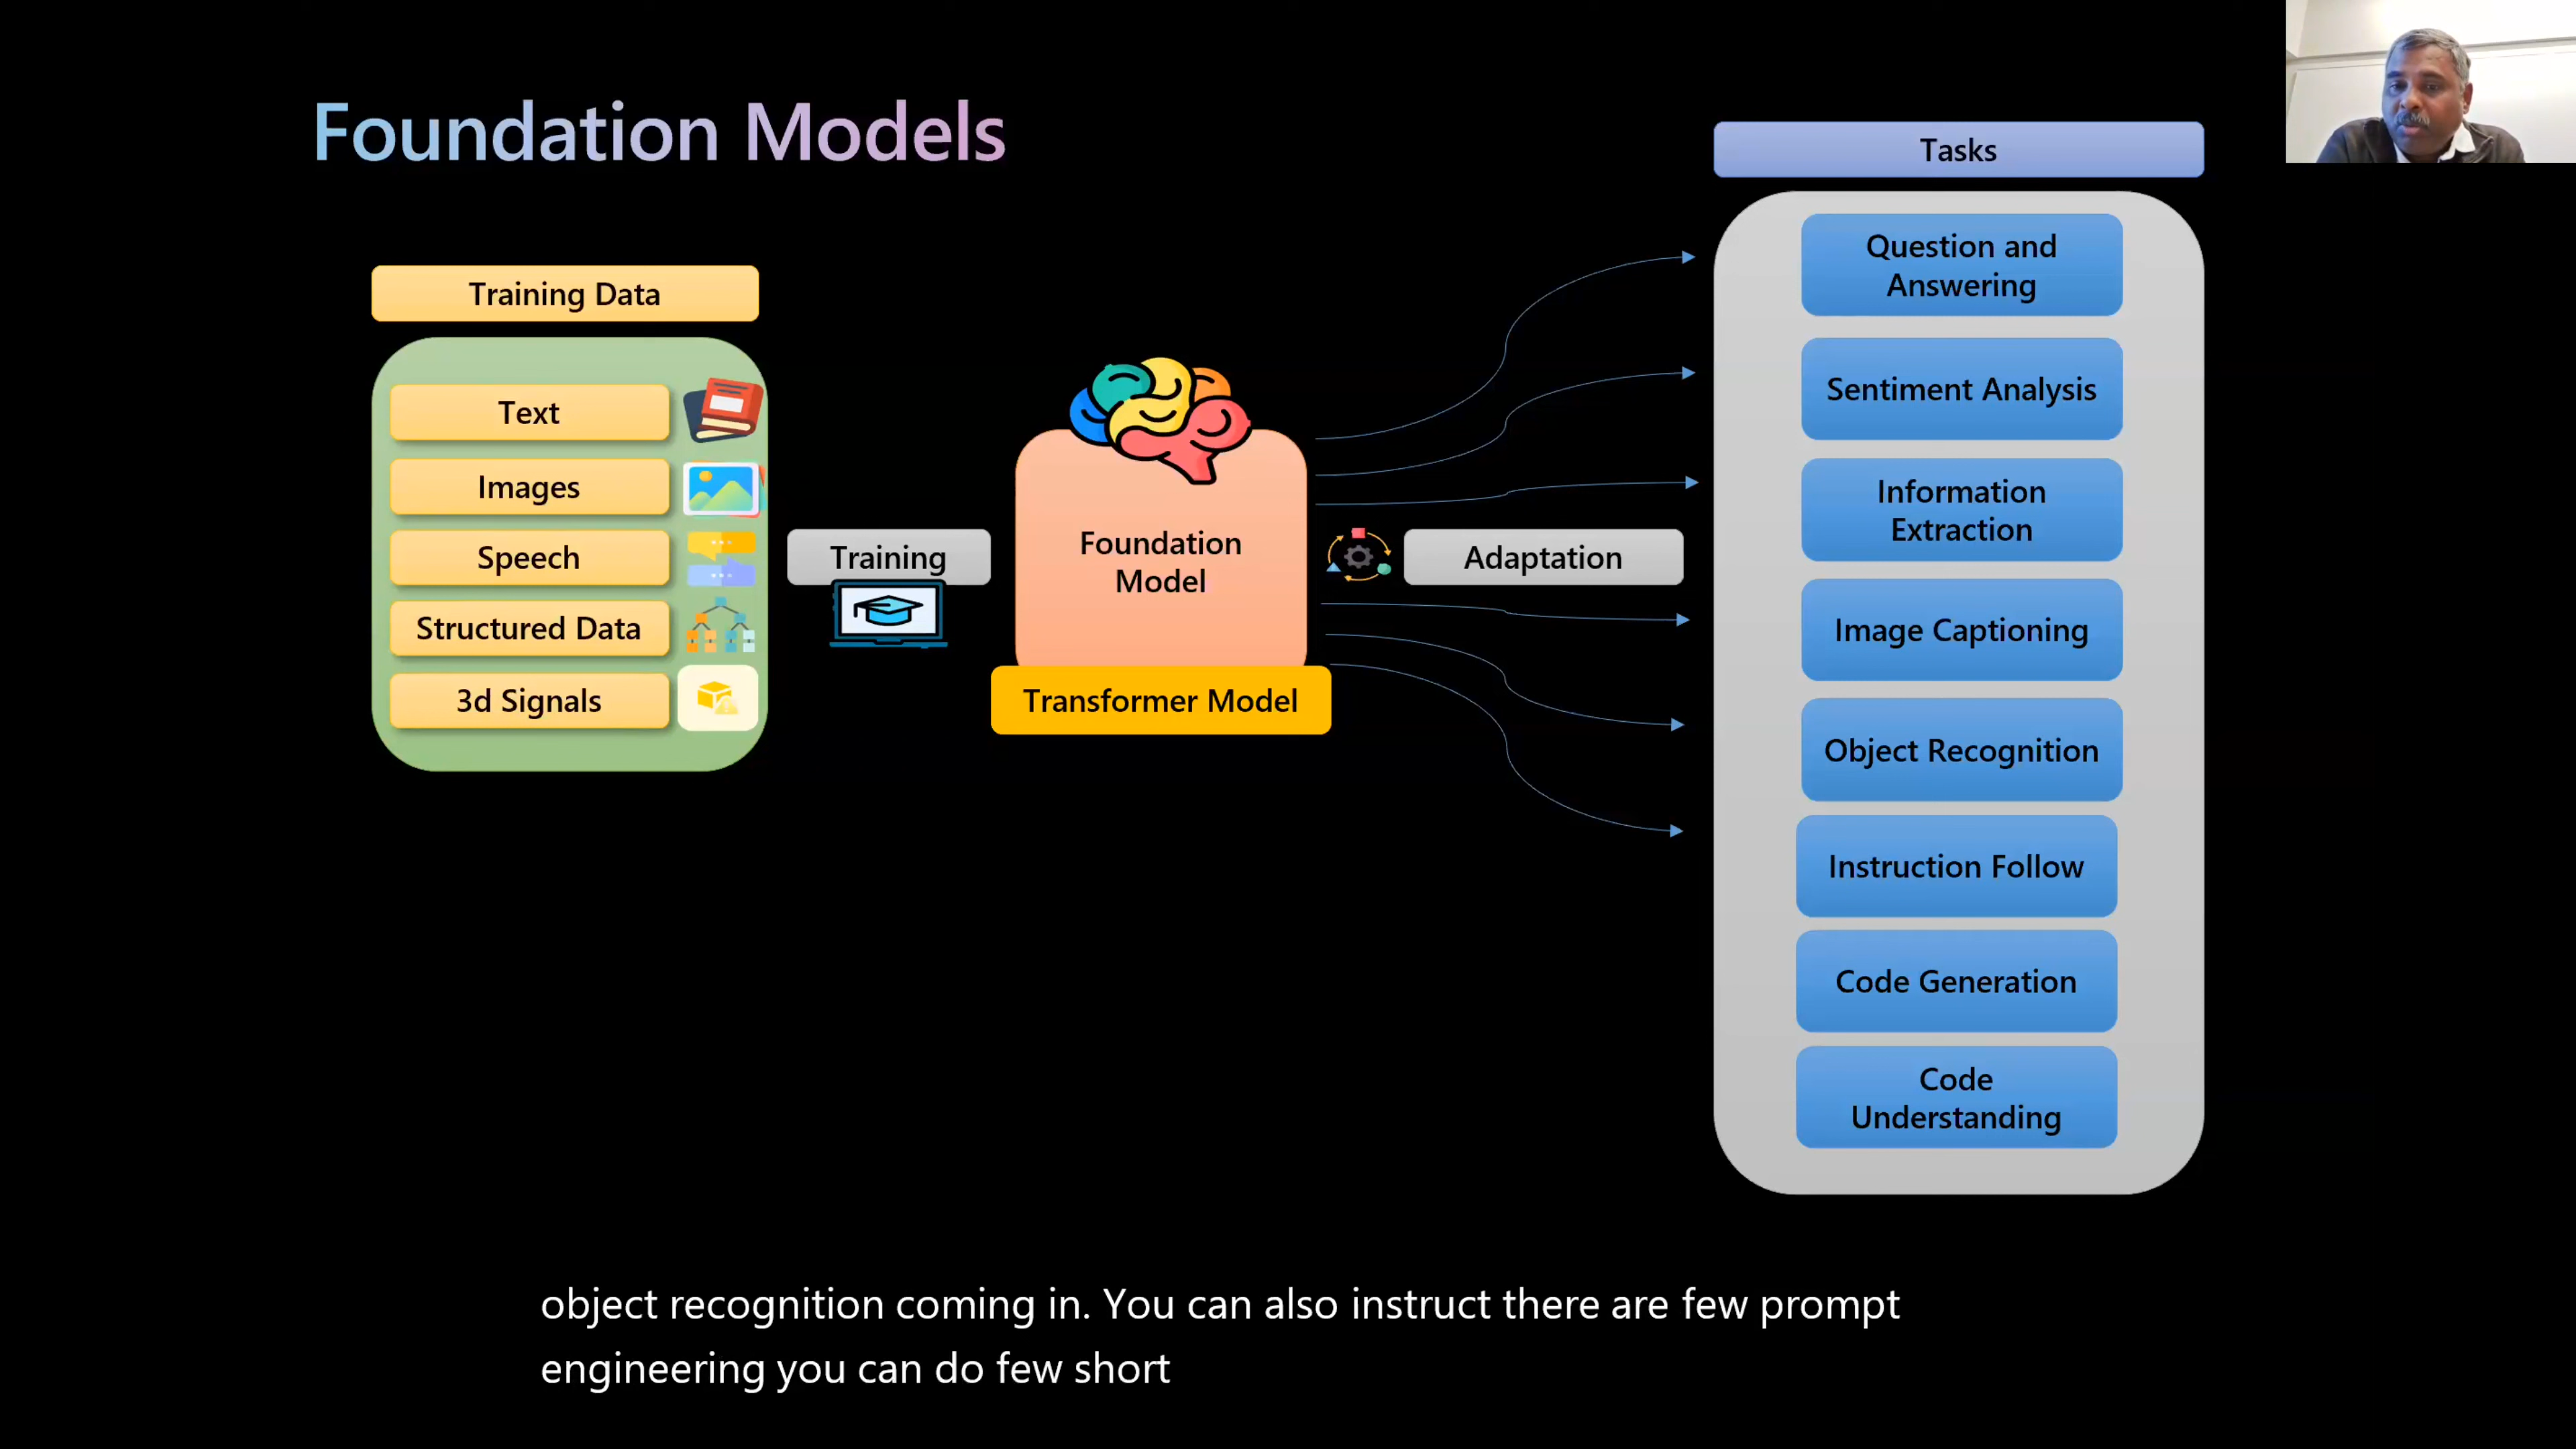 Foundation Models
Training Data
Text
Images
Speech
Structured Data
3d Signals
Training
Foundation
Model
Transformer Model
Adaptation
Tasks
Question and
Answering
Sentiment Analysis
Information
Extraction
Image Captioning
Object Recognition
Instruction Follow
Code Generation
Code
Understanding
object recognition coming in. You can also instruct there are few prompt
engineering you can do few short